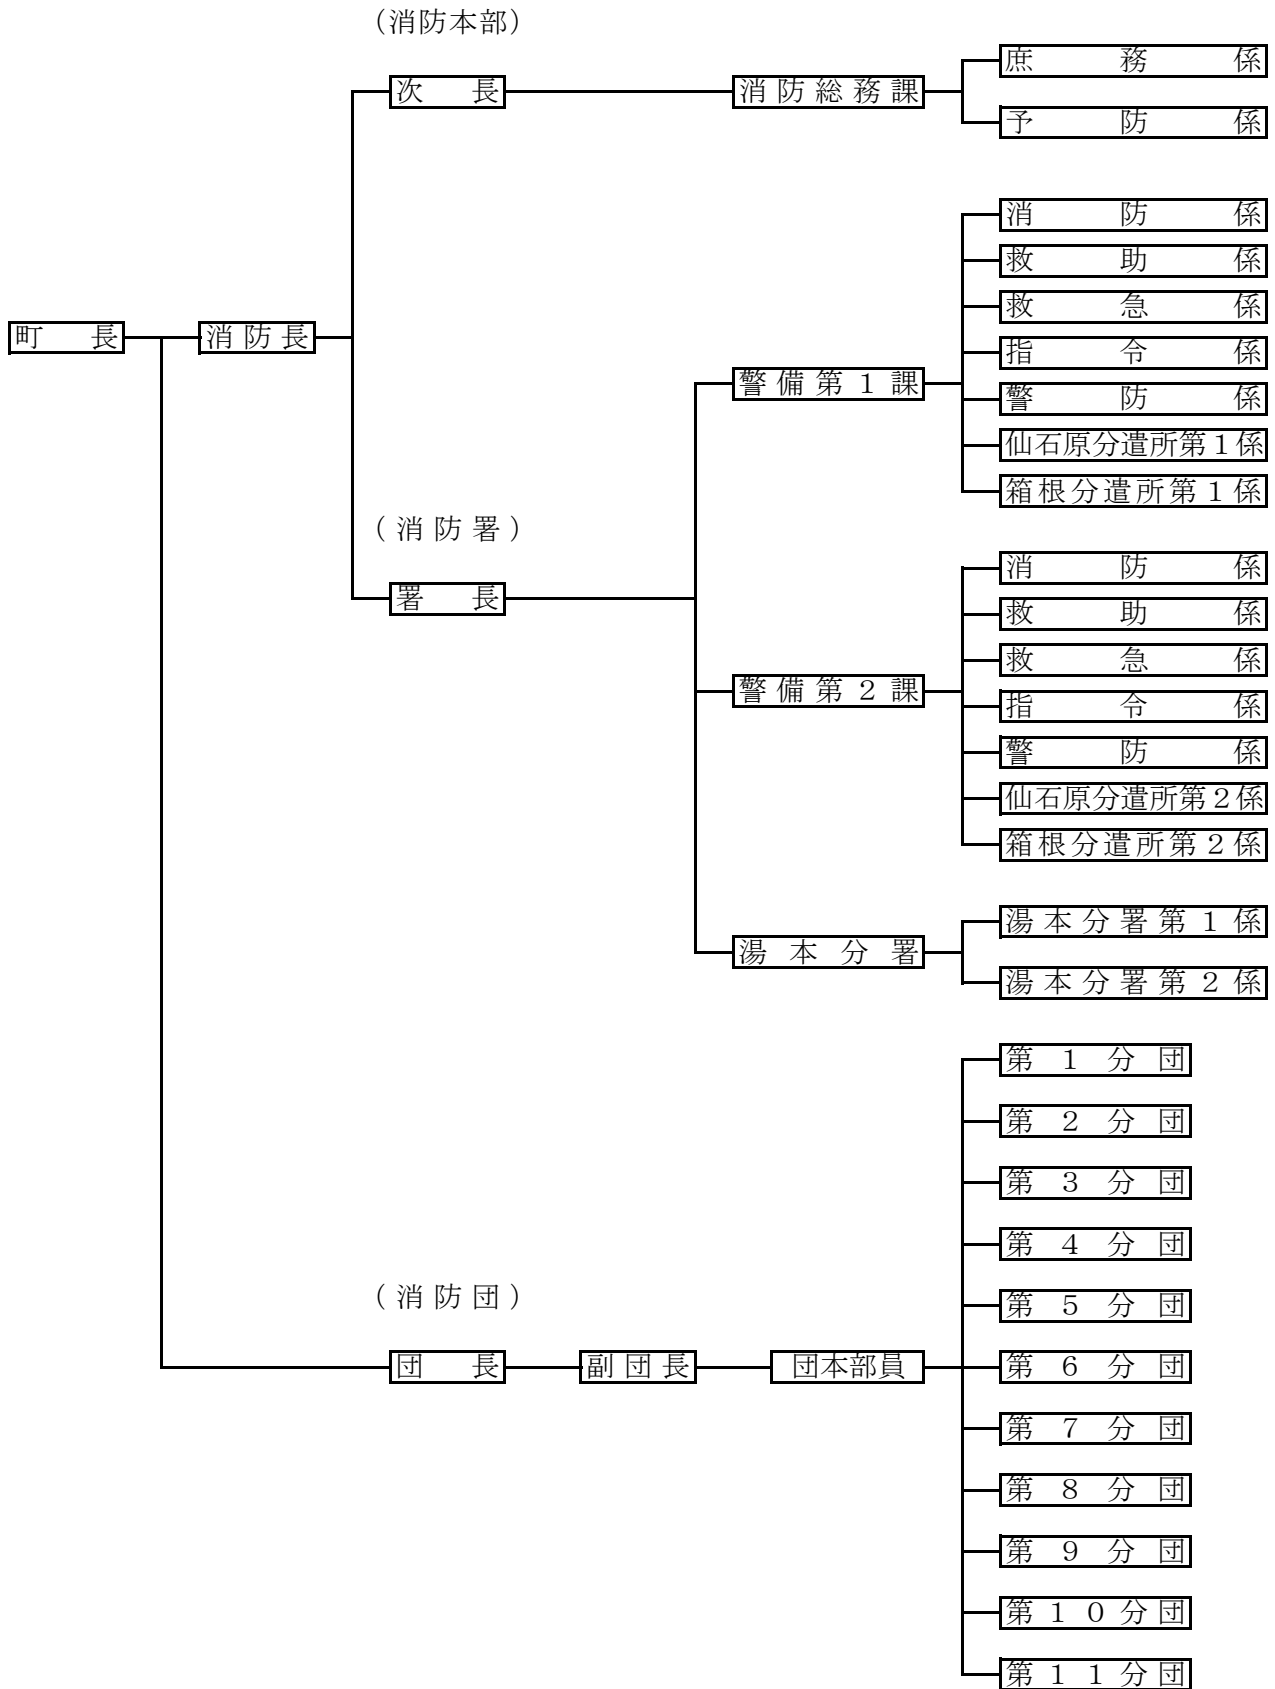 (消防本部)
庶務係
次長
消防総務課
予防係
消防係
救助係
救急係
町長
消防長
指令係
警備第１課
警防係
仙石原分遣所第１係
箱根分遣所第１係
(消防署)
消防係
署長
救助係
救急係
警備第２課
指令係
警防係
仙石原分遣所第２係
箱根分遣所第２係
湯本分署第１係
湯本分署
湯本分署第２係
第１分団
第２分団
第３分団
第４分団
(消防団)
第５分団
団長
副団長
団本部員
第６分団
第７分団
第８分団
第９分団
第１０分団
第１１分団